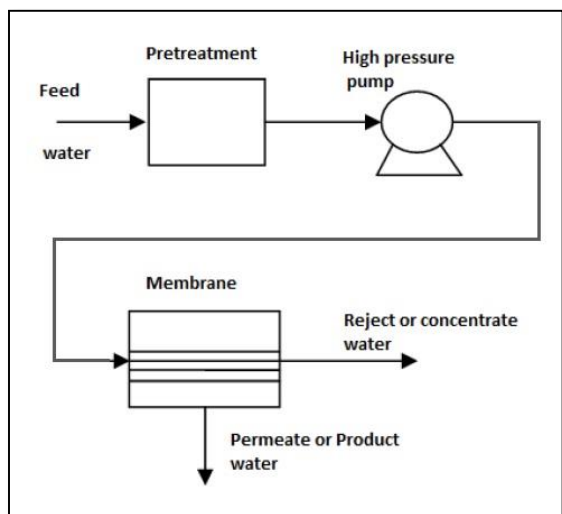 Pretreatment
High pressure
pump
Feed
water
Membrane
Reject or concentrate
water
Permeate or Product
water